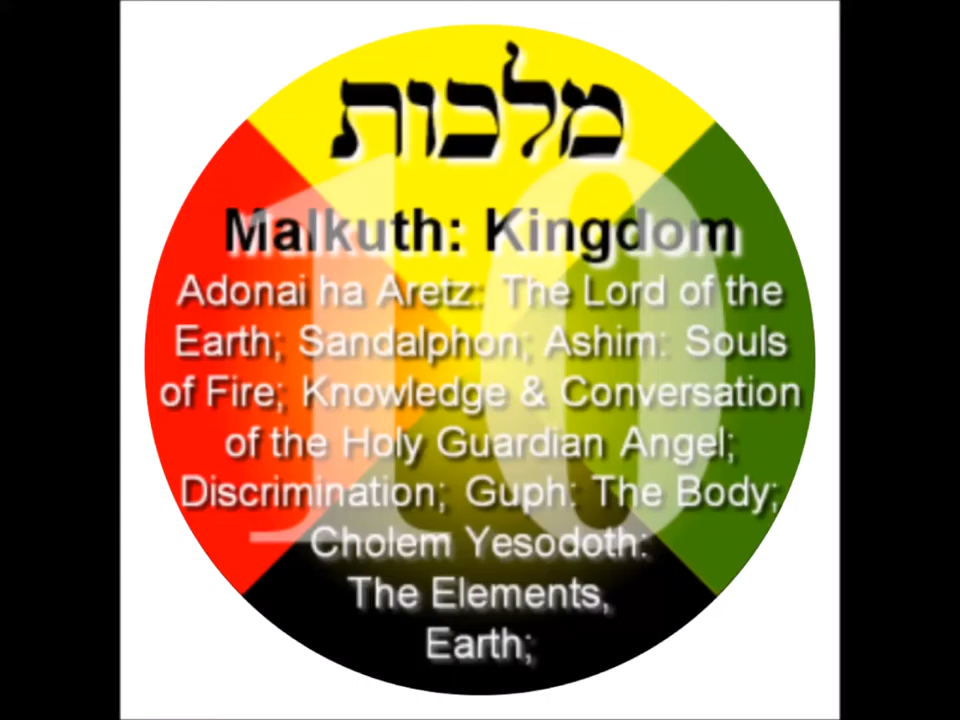 מלכות
10
Malkuth: Kingdom
Adonai ha Aretz: The Lord of the
Earth; Sandalphon; Ashim: Souls
of Fire; Knowledge & Conversation
of the Holy Guardian Angel;
Discrimination; Guph: The Body;
Cholem Yesodoth:
The Elements,
Earth;